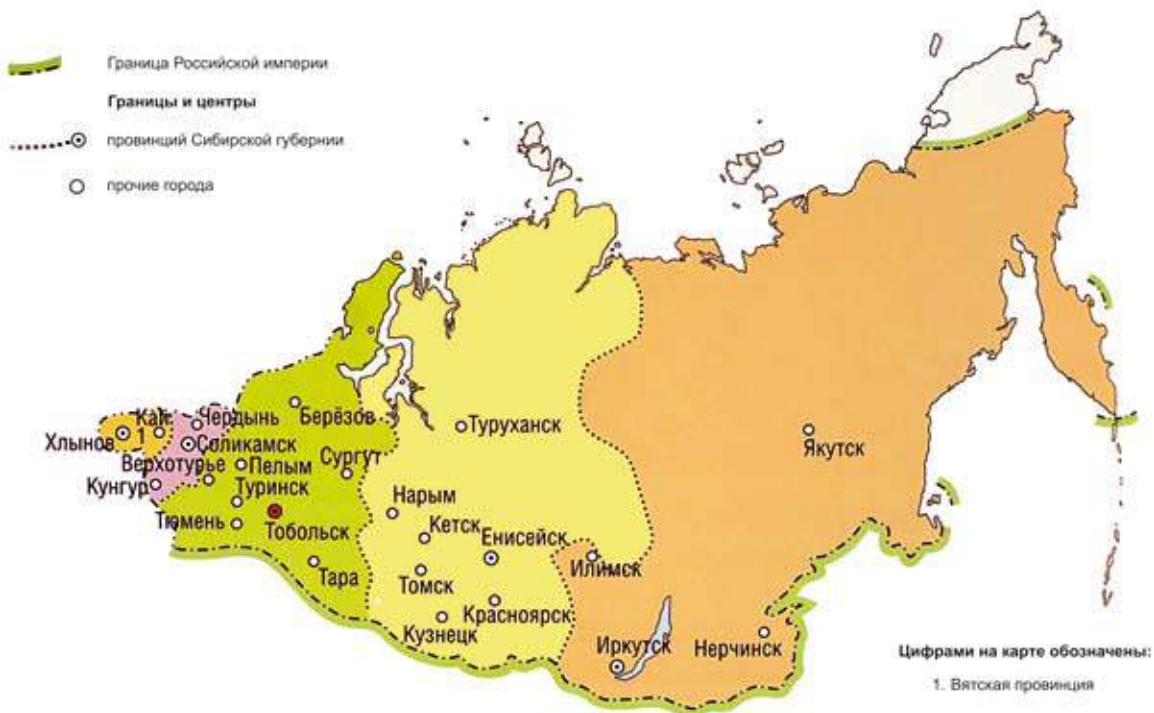 Граница Российской империи
Границы и центры
провинций Сибирской губернии
прочие города
Кай
Чердынь
Берёзов
Туруханск
Хлынов
1
Соликамск
Якутск
Верхотурье
Пелым
Сургут
Кунгур
Туринск
Нарым
Тюмень
Тобольск
Кетск
Енисейск
Илимск
Тара
Томск
Красноярск
Кузнецк
Иркутск
Нерчинск
Цифрами на карте обозначены:
1. Вятская провинция